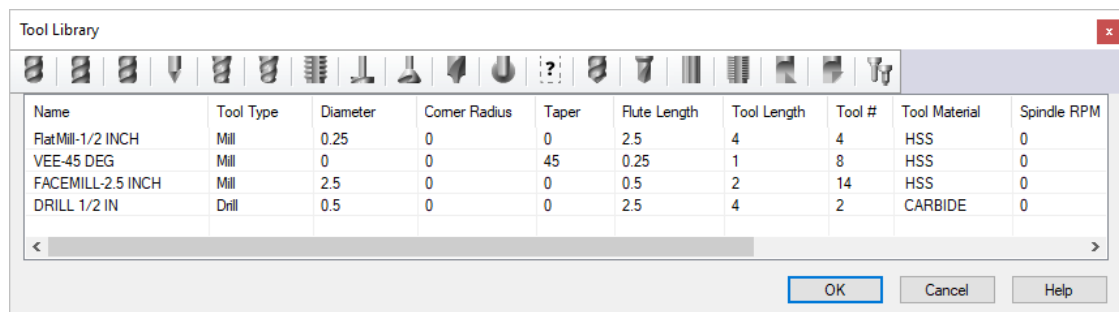 Tool Library
x
?
Name Tool Type Diameter Corner Radius Taper Flute Length Tool Length Tool # Tool Material Spindle RPM
FlatMill-1/2 INCH Mill 0.25 0 0 2.5 4 4 HSS 0
VEE-45 DEG Mill 0 0 45 0.25 1 8 HSS 0
FACEMILL-2.5 INCH Mill 2.5 0 0 0.5 2 14 HSS 0
DRILL 1/2 IN Drill 0.5 0 0 2.5 4 2 CARBIDE 0
OK Cancel Help